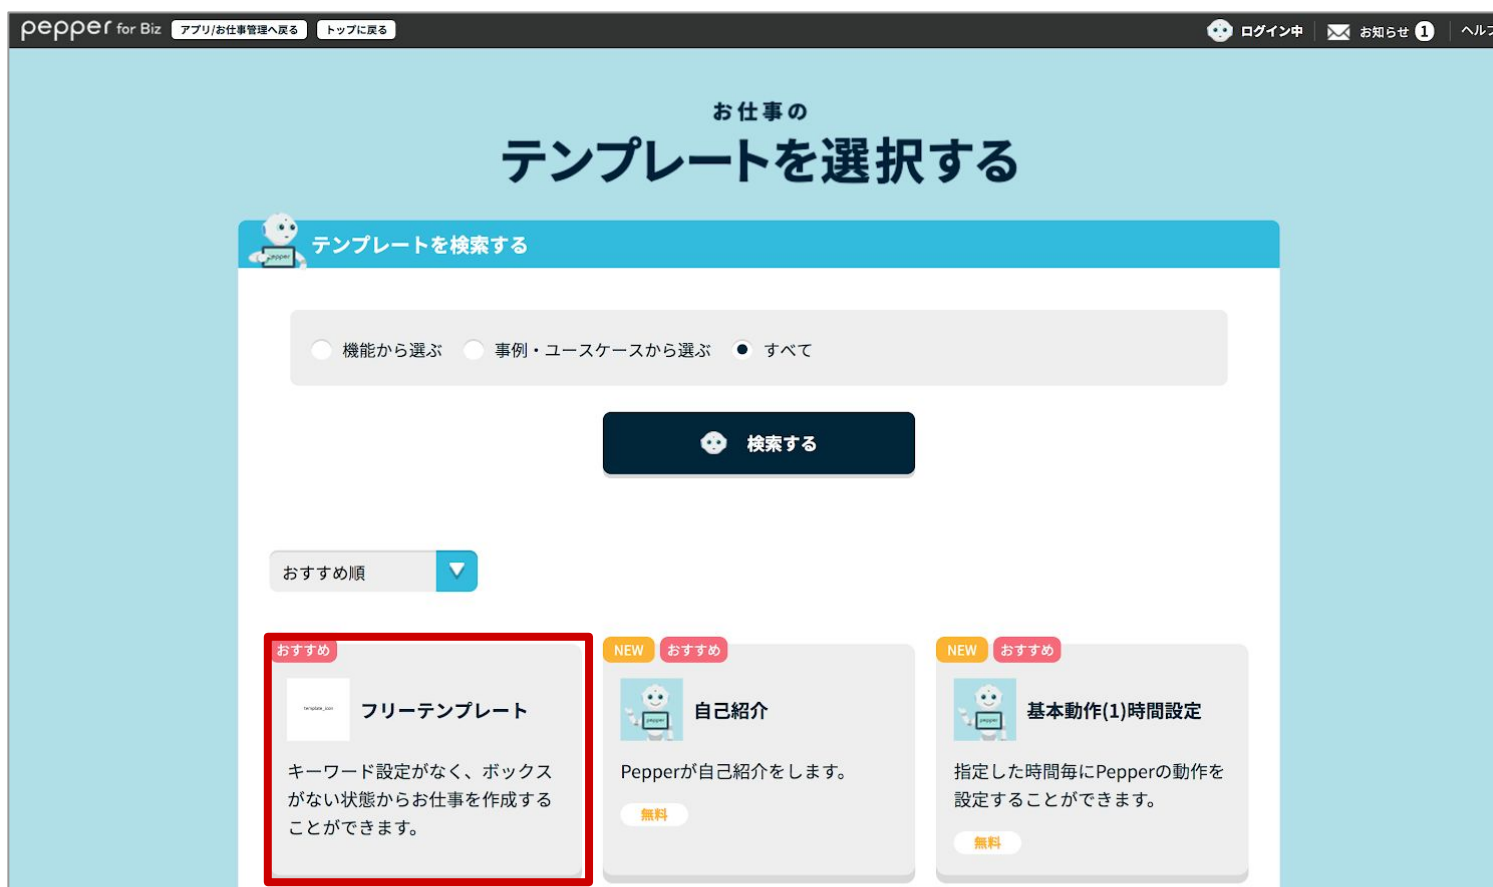 pepper for Biz アプリ/お仕事管理へ戻る トップに戻る ログイン中 お知らせ 1 ヘルプ
お仕事の
テンプレートを選択する
テンプレートを検索する
機能から選ぶ 事例・ユースケースから選ぶ すべて
検索する
おすすめ順
おすすめ
フリーテンプレート
キーワード設定がなく、ボックス
がない状態からお仕事を作成する
ことができます。
NEW おすすめ
pepper
自己紹介
Pepperが自己紹介をします。
無料
NEW おすすめ
pepper
基本動作(1)時間設定
指定した時間毎にPepperの動作を
設定することができます。
無料